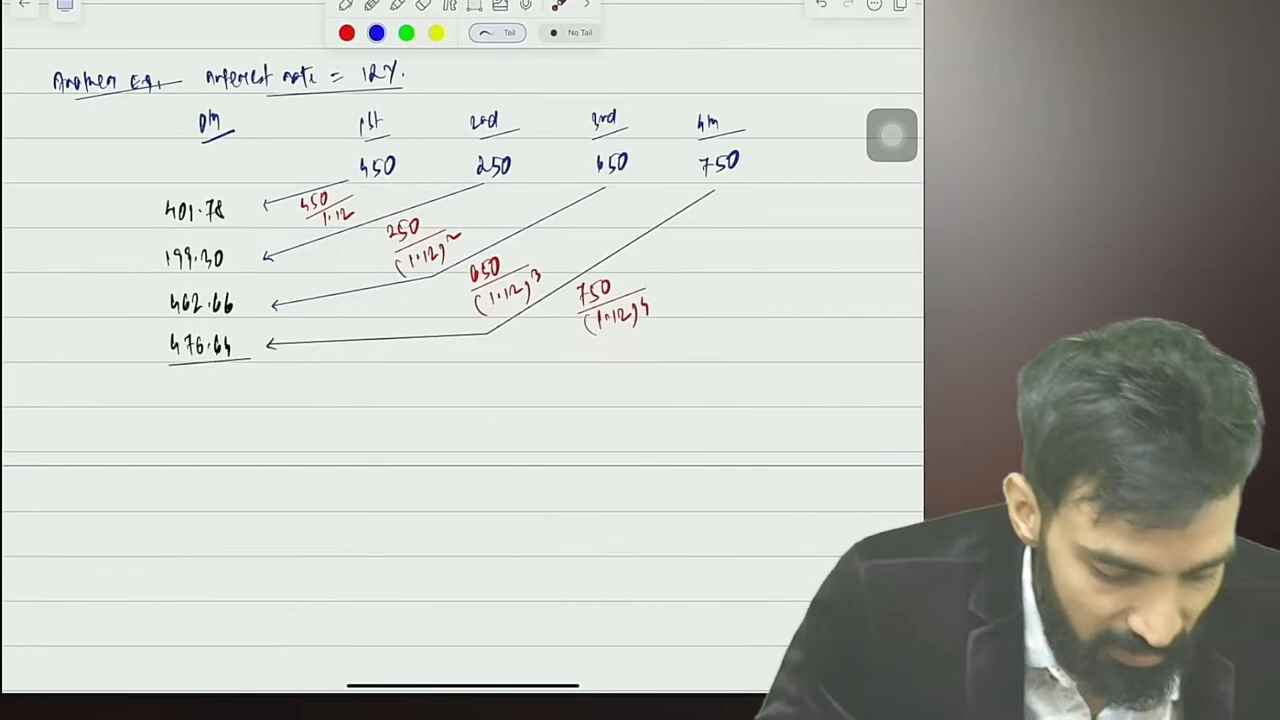 Tail
No Tail
Another Eg, interest rate = 12%.
0th 1st 2nd 3rd 4th
450 250 650 750
401.78 450/1.12
199.30 250/(1.12)^2
462.66 650/(1.12)^3 750/(1.12)^4
476.64